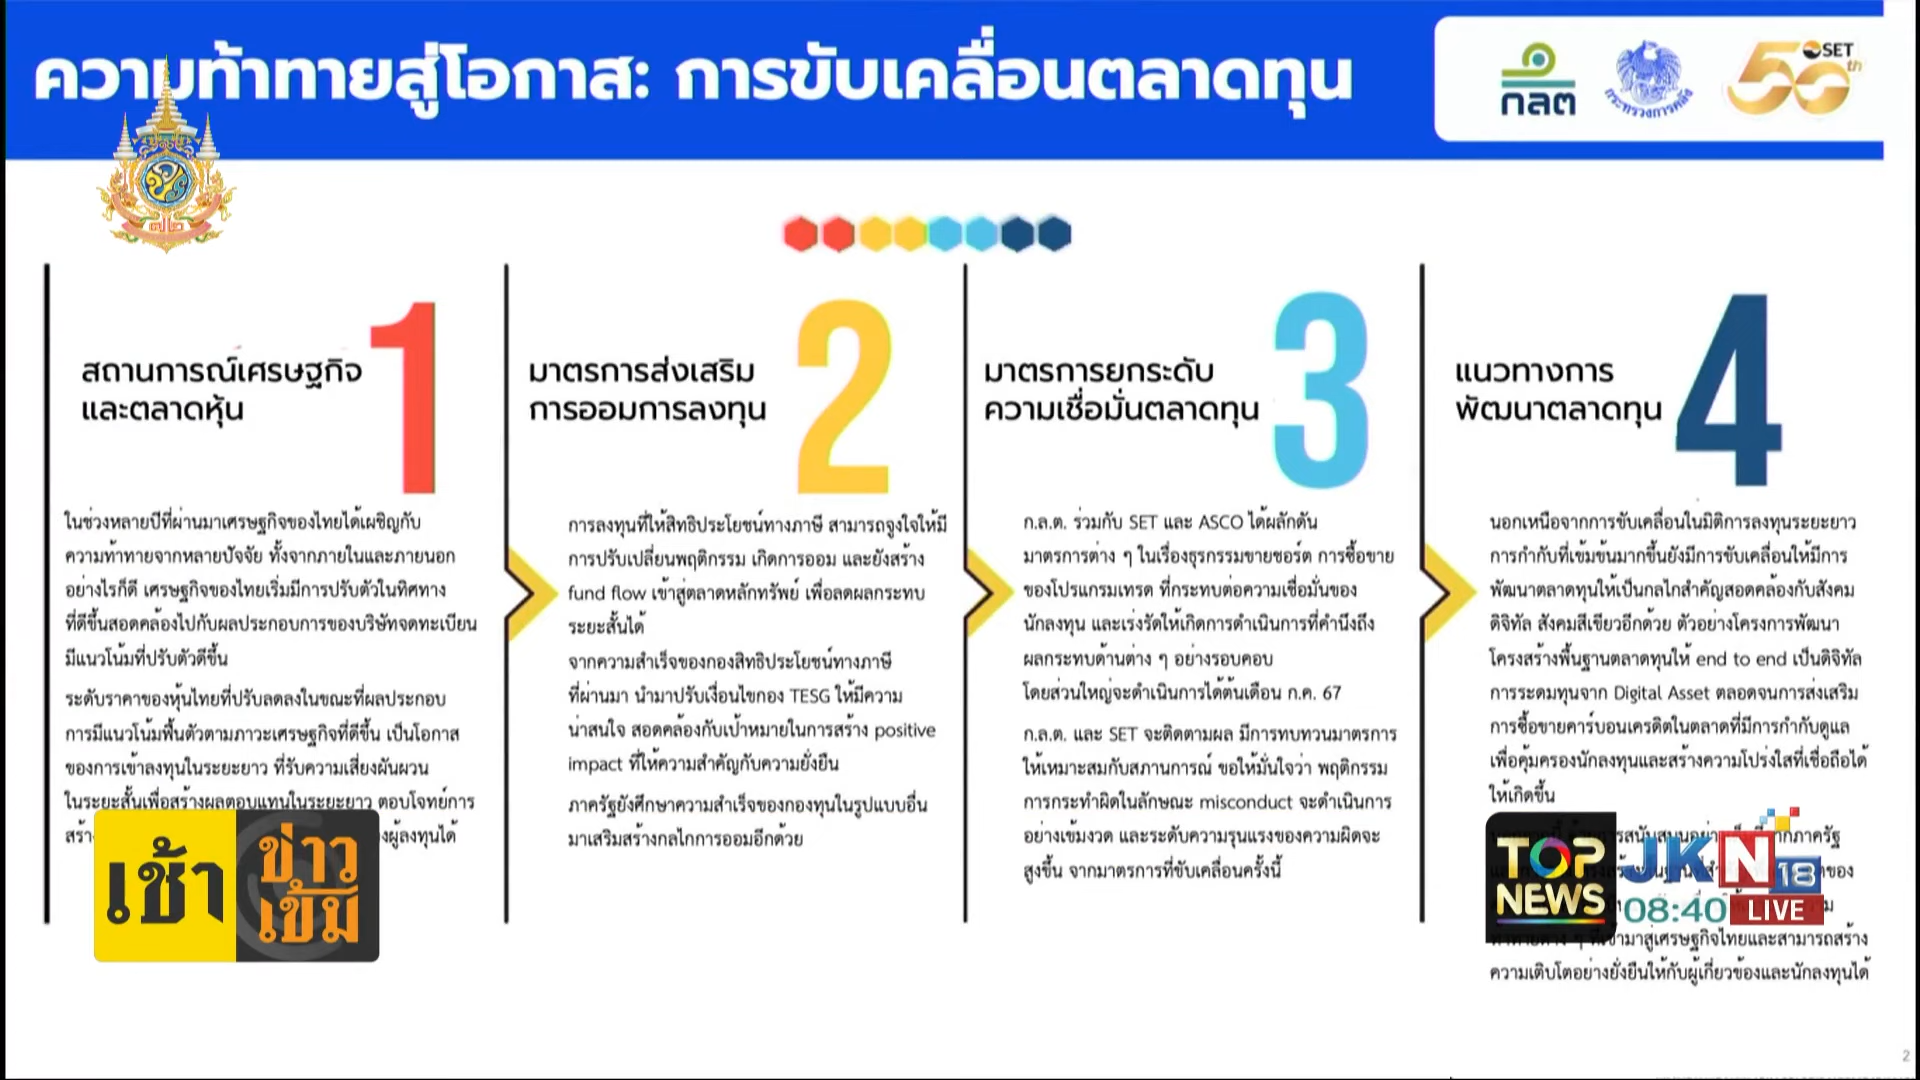 ความท้าทายสู่โอกาส: การขับเคลื่อนตลาดทุน
กลต
กระทรวงการคลัง
SET
50th
๗๒
1
สถานการณ์เศรษฐกิจ
และตลาดหุ้น
ในช่วงหลายปีที่ผ่านมาเศรษฐกิจของไทยได้เผชิญกับ
ความท้าทายจากหลายปัจจัย ทั้งจากภายในและภายนอก
อย่างไรก็ดี เศรษฐกิจของไทยเริ่มมีการปรับตัวในทิศทาง
ที่ดีขึ้นสอดคล้องไปกับผลประกอบการของบริษัทจดทะเบียน
มีแนวโน้มที่ปรับตัวดีขึ้น
ระดับราคาของหุ้นไทยที่ปรับลดลงในขณะที่ผลประกอบ
การมีแนวโน้มฟื้นตัวตามภาวะเศรษฐกิจที่ดีขึ้น เป็นโอกาส
ของการเข้าลงทุนในระยะยาว ที่รับความเสี่ยงผันผวน
ในระยะสั้นเพื่อสร้างผลตอบแทนในระยะยาว ตอบโจทย์การ
สร้าง
ผู้ลงทุนได้
2
มาตรการส่งเสริม
การออมการลงทุน
การลงทุนที่ให้สิทธิประโยชน์ทางภาษี สามารถจูงใจให้มี
การปรับเปลี่ยนพฤติกรรม เกิดการออม และยังสร้าง
fund flow เข้าสู่ตลาดหลักทรัพย์ เพื่อลดผลกระทบ
ระยะสั้นได้
จากความสำเร็จของกองสิทธิประโยชน์ทางภาษี
ที่ผ่านมา นำมาปรับเงื่อนไขกอง TESG ให้มีความ
น่าสนใจ สอดคล้องกับเป้าหมายในการสร้าง positive
impact ที่ให้ความสำคัญกับความยั่งยืน
ภาครัฐยังศึกษาความสำเร็จของกองทุนในรูปแบบอื่น
มาเสริมสร้างกลไกการออมอีกด้วย
3
มาตรการยกระดับ
ความเชื่อมั่นตลาดทุน
ก.ล.ต. ร่วมกับ SET และ ASCO ได้ผลักดัน
มาตรการต่าง ๆ ในเรื่องธุรกรรมขายชอร์ต การซื้อขาย
ของโปรแกรมเทรด ที่กระทบต่อความเชื่อมั่นของ
นักลงทุน และเร่งรัดให้เกิดการดำเนินการที่คำนึงถึง
ผลกระทบด้านต่าง ๆ อย่างรอบคอบ
โดยส่วนใหญ่จะดำเนินการได้ต้นเดือน ก.ค. 67
ก.ล.ต. และ SET จะติดตามผล มีการทบทวนมาตรการ
ให้เหมาะสมกับสถานการณ์ ขอให้มั่นใจว่า พฤติกรรม
การกระทำผิดในลักษณะ misconduct จะดำเนินการ
อย่างเข้มงวด และระดับความรุนแรงของความผิดจะ
สูงขึ้น จากมาตรการที่ขับเคลื่อนครั้งนี้
4
แนวทางการ
พัฒนาตลาดทุน
นอกเหนือจากการขับเคลื่อนในมิติการลงทุนระยะยาว
การกำกับที่เข้มข้นมากขึ้นยังมีการขับเคลื่อนให้มีการ
พัฒนาตลาดทุนให้เป็นกลไกสำคัญสอดคล้องกับสังคม
ดิจิทัล สังคมสีเขียวอีกด้วย ตัวอย่างโครงการพัฒนา
โครงสร้างพื้นฐานตลาดทุนให้ end to end เป็นดิจิทัล
การระดมทุนจาก Digital Asset ตลอดจนการส่งเสริม
การซื้อขายคาร์บอนเครดิตในตลาดที่มีการกำกับดูแล
เพื่อคุ้มครองนักลงทุนและสร้างความโปร่งใสที่เชื่อถือได้
ให้เกิดขึ้น
ภาครัฐ
ของ
ๆ ที่เข้ามาสู่เศรษฐกิจไทยและสามารถสร้าง
ความเติบโตอย่างยั่งยืนให้กับผู้เกี่ยวข้องและนักลงทุนได้
เช้า
ข่าว
เข้ม
TOP
NEWS
JKN
18
08:40
LIVE
2